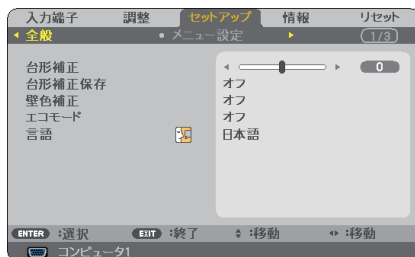 入力端子 調整 セットアップ 情報 リセット
全般 メニュー設定 (1/3)
台形補正 0
台形補正保存 オフ
壁色補正 オフ
エコモード オフ
言語 日本語
ENTER :選択 EXIT :終了 :移動 :移動
コンピュータ1